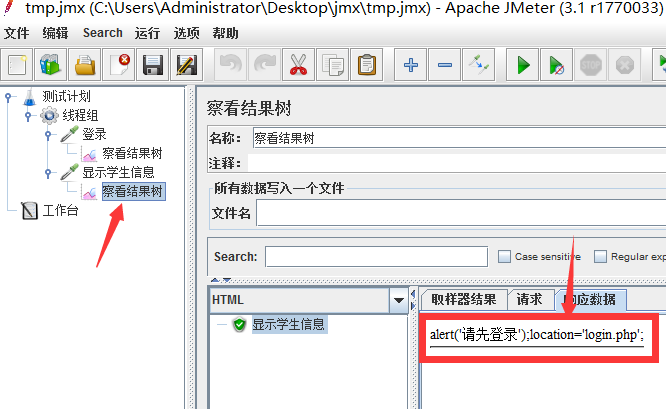 tmp.jmx (C:\Users\Administrator\Desktop\jmx\tmp.jmx) - Apache JMeter (3.1 r1770033)
文件 编辑 Search 运行 选项 帮助
测试计划
线程组
登录
察看结果树
显示学生信息
察看结果树
工作台
察看结果树
名称: 察看结果树
注释:
所有数据写入一个文件
文件名
Search: Case sensitive Regular exp
HTML
显示学生信息
取样器结果 请求 响应数据
alert('请先登录');location='login.php';